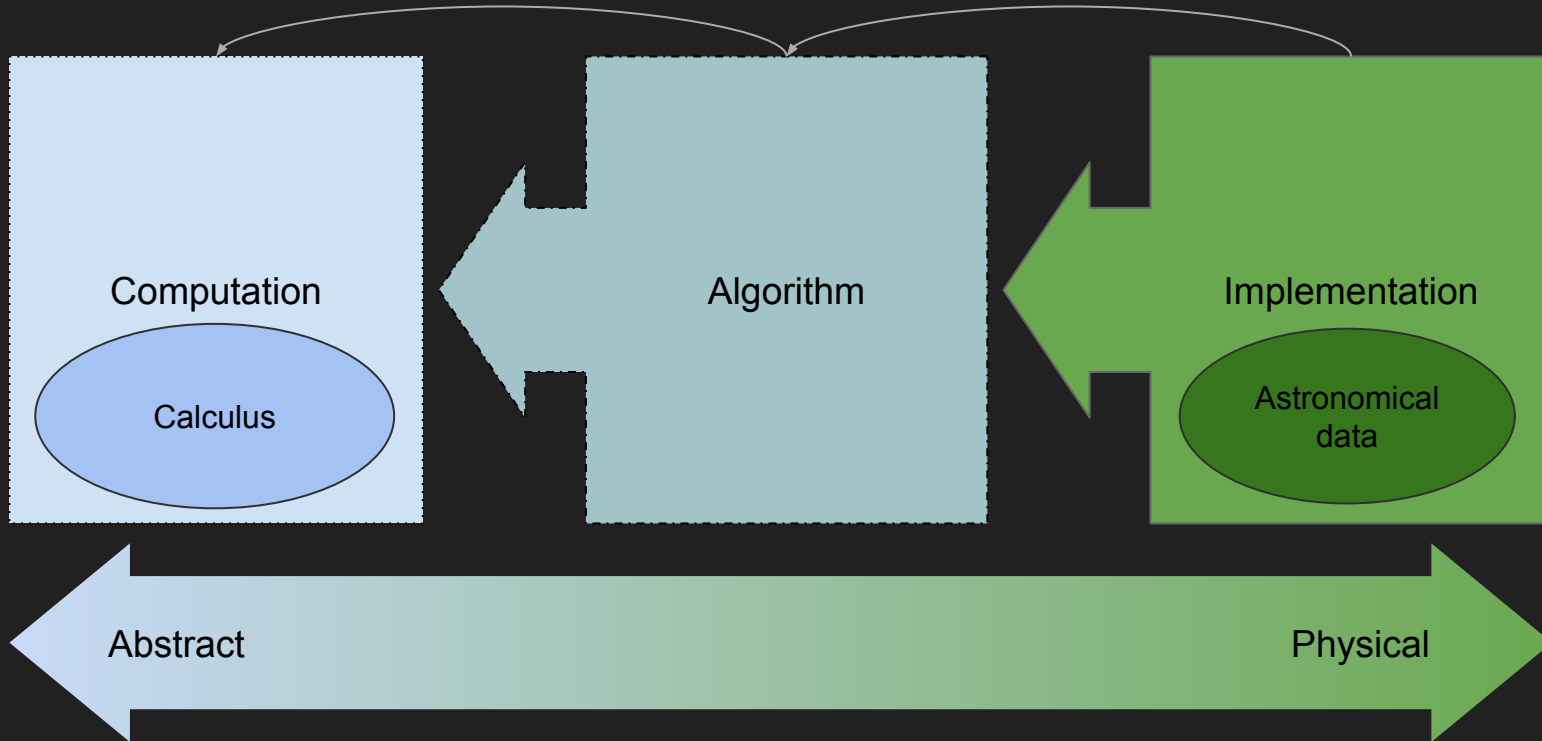 Computation
Algorithm
Implementation
Calculus
Astronomical
data
Abstract
Physical